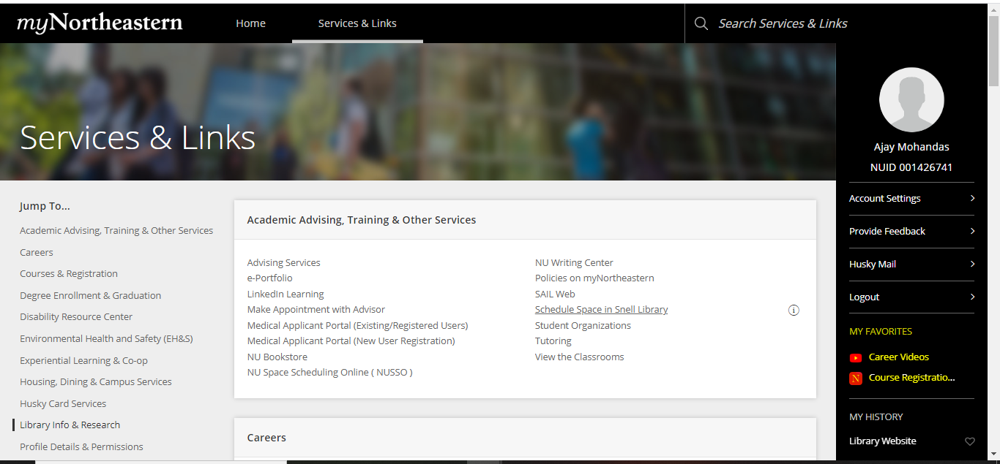 myNortheastern
Home
Services & Links
Search Services & Links
Services & Links
Ajay Mohandas
NUID 001426741
Account Settings
Provide Feedback
Husky Mail
Logout
MY FAVORITES
Career Videos
N
Course Registratio...
MY HISTORY
Library Website
Jump To...
Academic Advising, Training & Other Services
Careers
Courses & Registration
Degree Enrollment & Graduation
Disability Resource Center
Environmental Health and Safety (EH&S)
Experiential Learning & Co-op
Housing, Dining & Campus Services
Husky Card Services
Library Info & Research
Profile Details & Permissions
Academic Advising, Training & Other Services
Advising Services
e-Portfolio
LinkedIn Learning
Make Appointment with Advisor
Medical Applicant Portal (Existing/Registered Users)
Medical Applicant Portal (New User Registration)
NU Bookstore
NU Space Scheduling Online ( NUSSO )
NU Writing Center
Policies on myNortheastern
SAIL Web
Schedule Space in Snell Library
Student Organizations
Tutoring
View the Classrooms
Careers